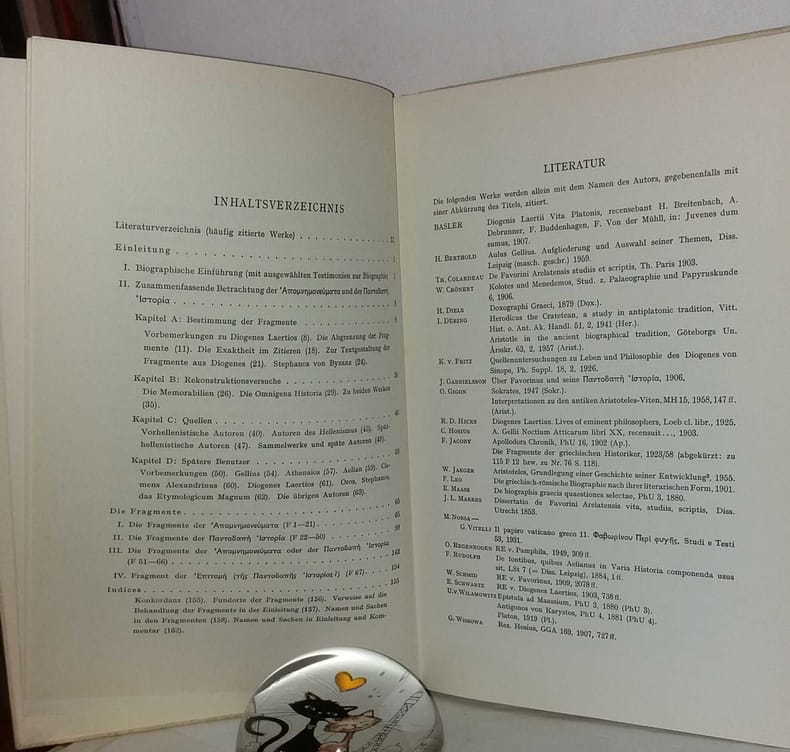 INHALTSVERZEICHNIS
Literaturverzeichnis (häufig zitierte Werke) . . . . . . . . . .
Einleitung . . . . . . . . . .
I. Biographische Einführung (mit ausgewählten Testimonien zur Biographie)
II. Zusammenfassende Betrachtung der Ἀπομνημονεύματα und der Παντοδαπὴ
Ἱστορία . . . . . . . . . .
Kapitel A: Bestimmung der Fragmente . . . . . . . . . .
Vorbemerkungen zu Diogenes Laertios (8). Die Abgrenzung der Frag-
mente (11). Die Exaktheit im Zitieren (18). Zur Textgestaltung der
Fragmente aus Diogenes (21). Stephanos von Byzanz (24).
Kapitel B: Rekonstruktionsversuche . . . . . . . . . .
Die Memorabilien (26). Die Omnigena Historia (29). Zu beiden Werken
(35).
Kapitel C: Quellen . . . . . . . . . .
Vorhellenistische Autoren (40). Autoren des Hellenismus (45). Spät-
hellenistische Autoren (47). Sammelwerke und späte Autoren (48).
Kapitel D: Spätere Benutzer . . . . . . . . . .
Vorbemerkungen (50). Gellius (54). Athenaios (57). Aelian (59). Cle-
mens Alexandrinus (60). Diogenes Laertios (61). Oros, Stephanos,
das Etymologicum Magnum (62). Die übrigen Autoren (63).
Die Fragmente . . . . . . . . . . 65
I. Die Fragmente der Ἀπομνημονεύματα (F 1—21) . . . . . . . . . . 65
II. Die Fragmente der Παντοδαπὴ Ἱστορία (F 22—50) . . . . . . . . . . 99
III. Die Fragmente der Ἀπομνημονεύματα oder der Παντοδαπὴ Ἱστορία
(F 51—66) . . . . . . . . . . 143
IV. Fragment der Ἐπιτομὴ (τῆς Παντοδαπῆς Ἱστορίας?) (F 67) . . . . . 154
Indices . . . . . . . . . . 155
Konkordanz (155). Fundorte der Fragmente (156). Verweise auf die
Behandlung der Fragmente in der Einleitung (157). Namen und Sachen
in den Fragmenten (158). Namen und Sachen in Einleitung und Kom-
mentar (162).
LITERATUR
Die folgenden Werke werden allein mit dem Namen des Autors, gegebenenfalls mit
einer Abkürzung des Titels, zitiert.
BASLER Diogenis Laertii Vita Platonis, recensebant H. Breitenbach, A.
Debrunner, F. Buddenhagen, F. Von der Mühll, in: Juvenes dum
sumus, 1907.
H. BERTHOLD Aulus Gellius. Aufgliederung und Auswahl seiner Themen, Diss.
Leipzig (masch. geschr.) 1959.
TH. COLARDEAU De Favorini Arelatensis studiis et scriptis, Th. Paris 1903.
W. CRÖNERT Kolotes und Menedemos, Stud. z. Palaeographie und Papyruskunde
6, 1906.
H. DIELS Doxographi Graeci, 1879 (Dox.).
I. DÜRING Herodicus the Cratetean, a study in antiplatonic tradition, Vitt.
Hist. o. Ant. Ak. Handl. 51, 2, 1941 (Her.).
Aristotle in the ancient biographical tradition, Göteborgs Un.
Årsskr. 63, 2, 1957 (Arist.).
K. v. FRITZ Quellenuntersuchungen zu Leben und Philosophie des Diogenes von
Sinope, Ph. Suppl. 18, 2, 1926.
J. GABRIELSSON Über Favorinus und seine Παντοδαπὴ Ἱστορία, 1906.
O. GIGON Sokrates, 1947 (Sokr.).
Interpretationen zu den antiken Aristoteles-Viten, MH 15, 1958, 147 ff.
(Arist.).
R. D. HICKS Diogenes Laertius. Lives of eminent philosophers, Loeb cl. libr., 1925.
C. HOSIUS A. Gellii Noctium Atticarum libri XX, recensuit..., 1903.
F. JACOBY Apollodors Chronik, PhU 16, 1902 (Ap.).
Die Fragmente der griechischen Historiker, 1923/58 (abgekürzt: zu
115 F 12 bzw. zu Nr. 76 S. 118).
W. JAEGER Aristoteles, Grundlegung einer Geschichte seiner Entwicklung², 1955.
F. LEO Die griechisch-römische Biographie nach ihrer literarischen Form, 1901.
E. MAASS De biographis graecis quaestiones selectae, PhU 3, 1880.
J. L. MARRES Dissertatio de Favorini Arelatensis vita, studiis, scriptis, Diss.
Utrecht 1853.
M. NORSA—
G. VITELLI Il papiro vaticano greco 11. Φαβωρίνου Περὶ φυγῆς, Studi e Testi
53, 1931.
O. REGENBOGEN RE v. Pamphila, 1949, 309 ff.
F. RUDOLPH De fontibus, quibus Aelianus in Varia Historia componenda usus
sit, LSt 7 (= Diss. Leipzig), 1884, 1 ff.
W. SCHMID RE v. Favorinus, 1909, 2078 ff.
E. SCHWARTZ RE v. Diogenes Laertios, 1903, 738 ff.
U. v. WILAMOWITZ Epistula ad Maassium, PhU 3, 1880 (PhU 3).
Antigonos von Karystos, PhU 4, 1881 (PhU 4).
Platon, 1919 (Pl.).
G. WISSOWA Rez. Hosius, GGA 169, 1907, 727 ff.